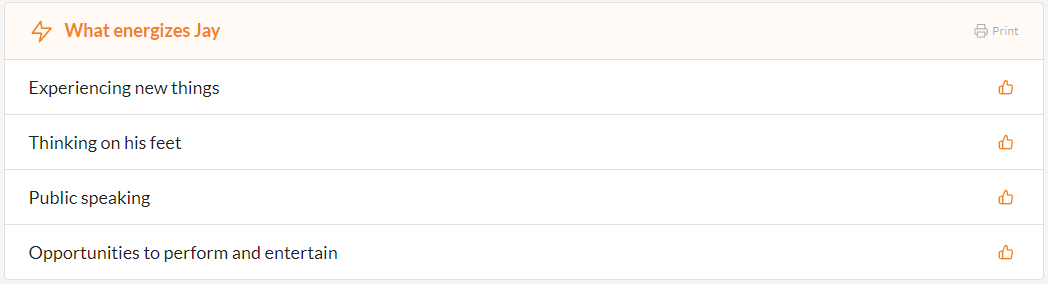 What energizes Jay
Print
Experiencing new things
Thinking on his feet
Public speaking
Opportunities to perform and entertain